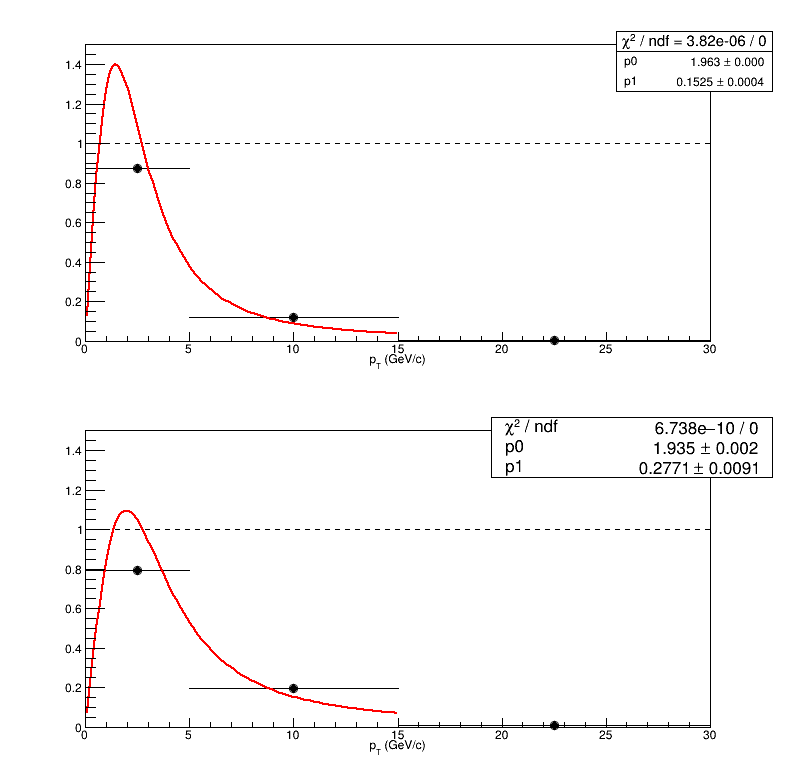 χ² / ndf = 3.82e-06 / 0
p0 1.963 ± 0.000
p1 0.1525 ± 0.0004
1.4
1.2
1
0.8
0.6
0.4
0.2
0
0 5 10 15 20 25 30
p_T (GeV/c)
χ² / ndf 6.738e−10 / 0
p0 1.935 ± 0.002
p1 0.2771 ± 0.0091
1.4
1.2
1
0.8
0.6
0.4
0.2
0
0 5 10 15 20 25 30
p_T (GeV/c)